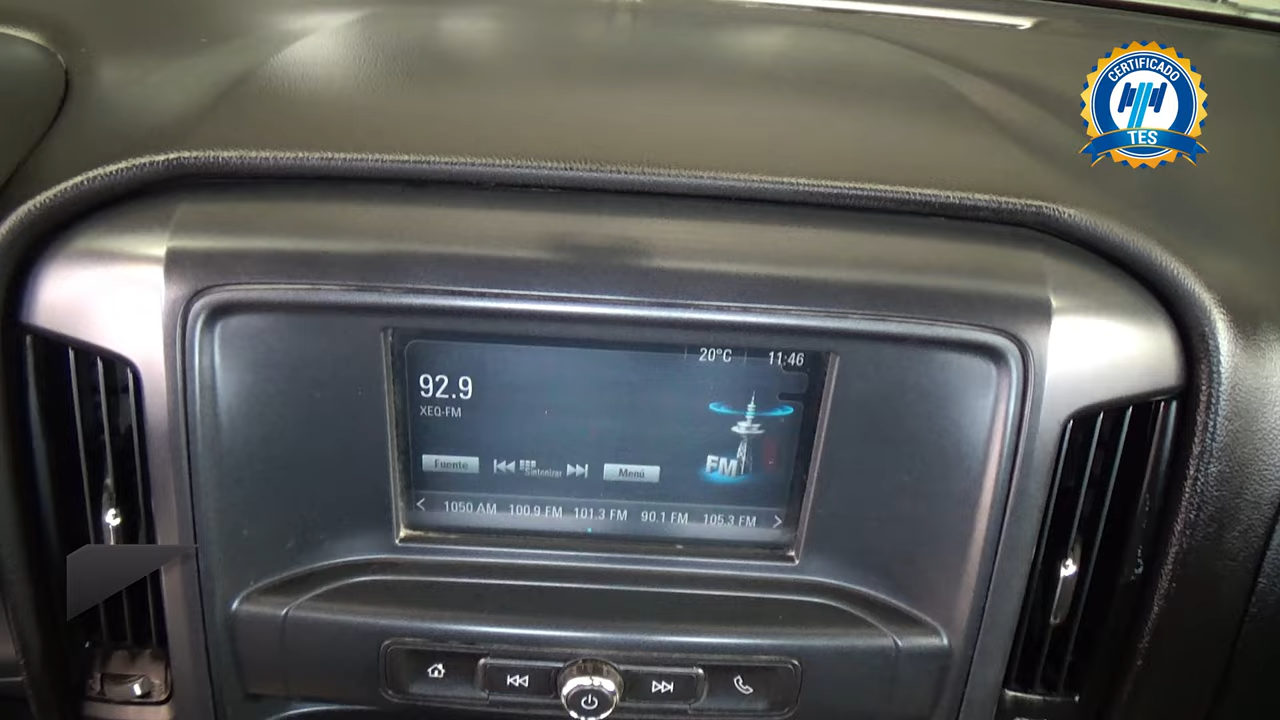 CERTIFICADO
TES
20°C 11:46
92.9
XEQ-FM
FM
Fuente Sintonizar Menú
1050 AM 100.9 FM 101.3 FM 90.1 FM 105.3 FM